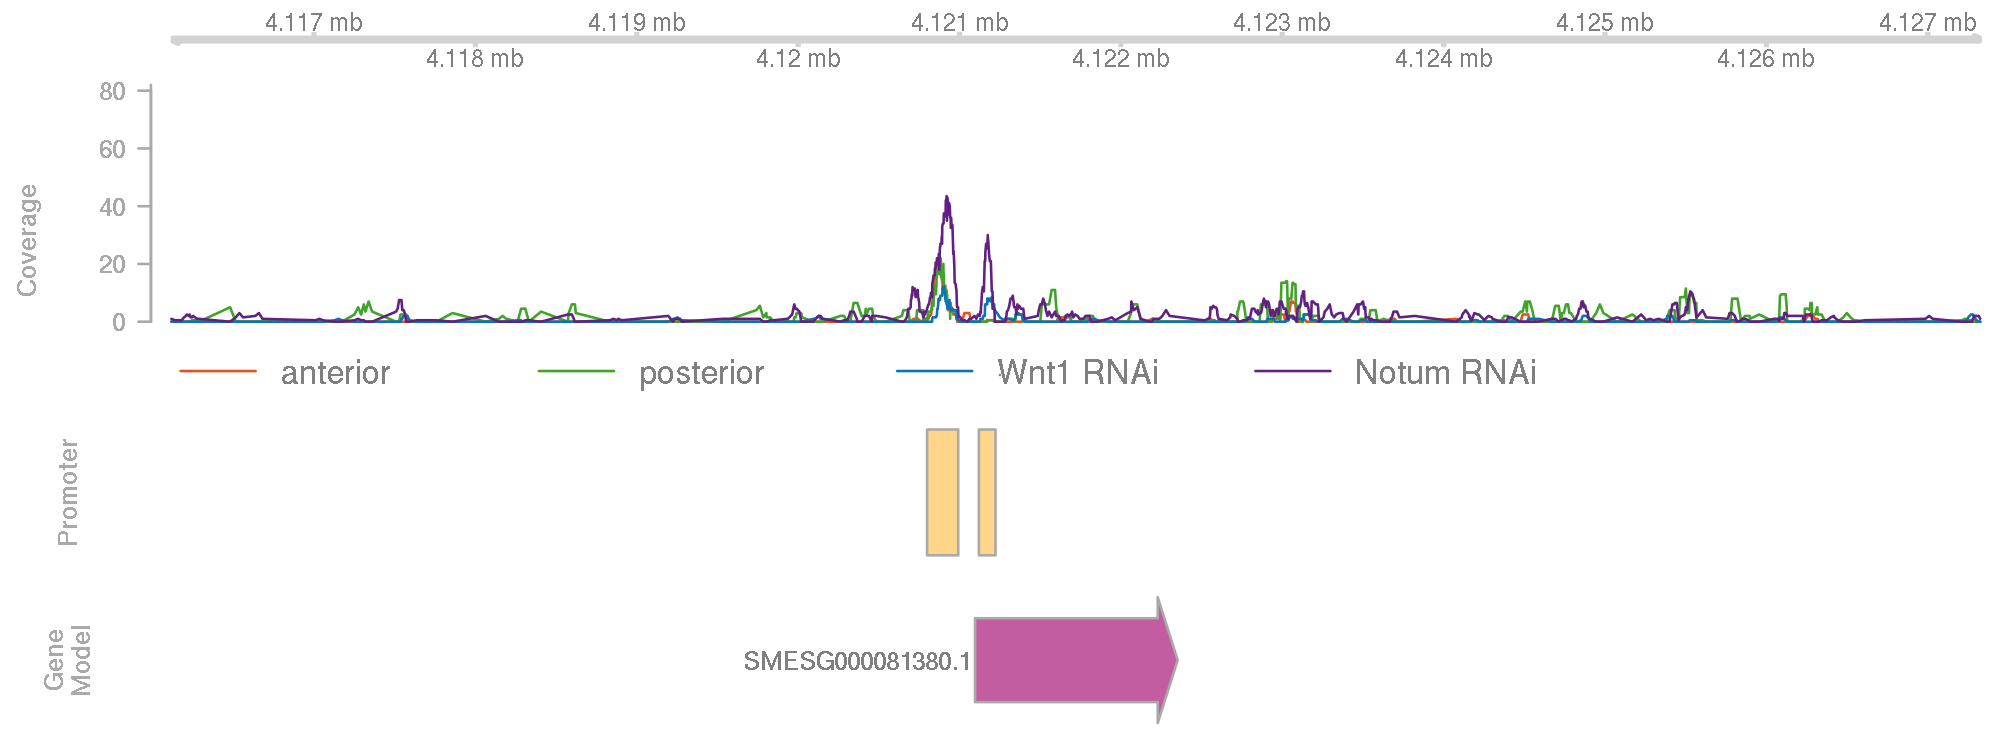 4.117 mb 4.119 mb 4.121 mb 4.123 mb 4.125 mb 4.127 mb
4.118 mb 4.12 mb 4.122 mb 4.124 mb 4.126 mb
80
60
40
20
0
Coverage
anterior posterior Wnt1 RNAi Notum RNAi
Promoter
Gene
Model
SMESG000081380.1